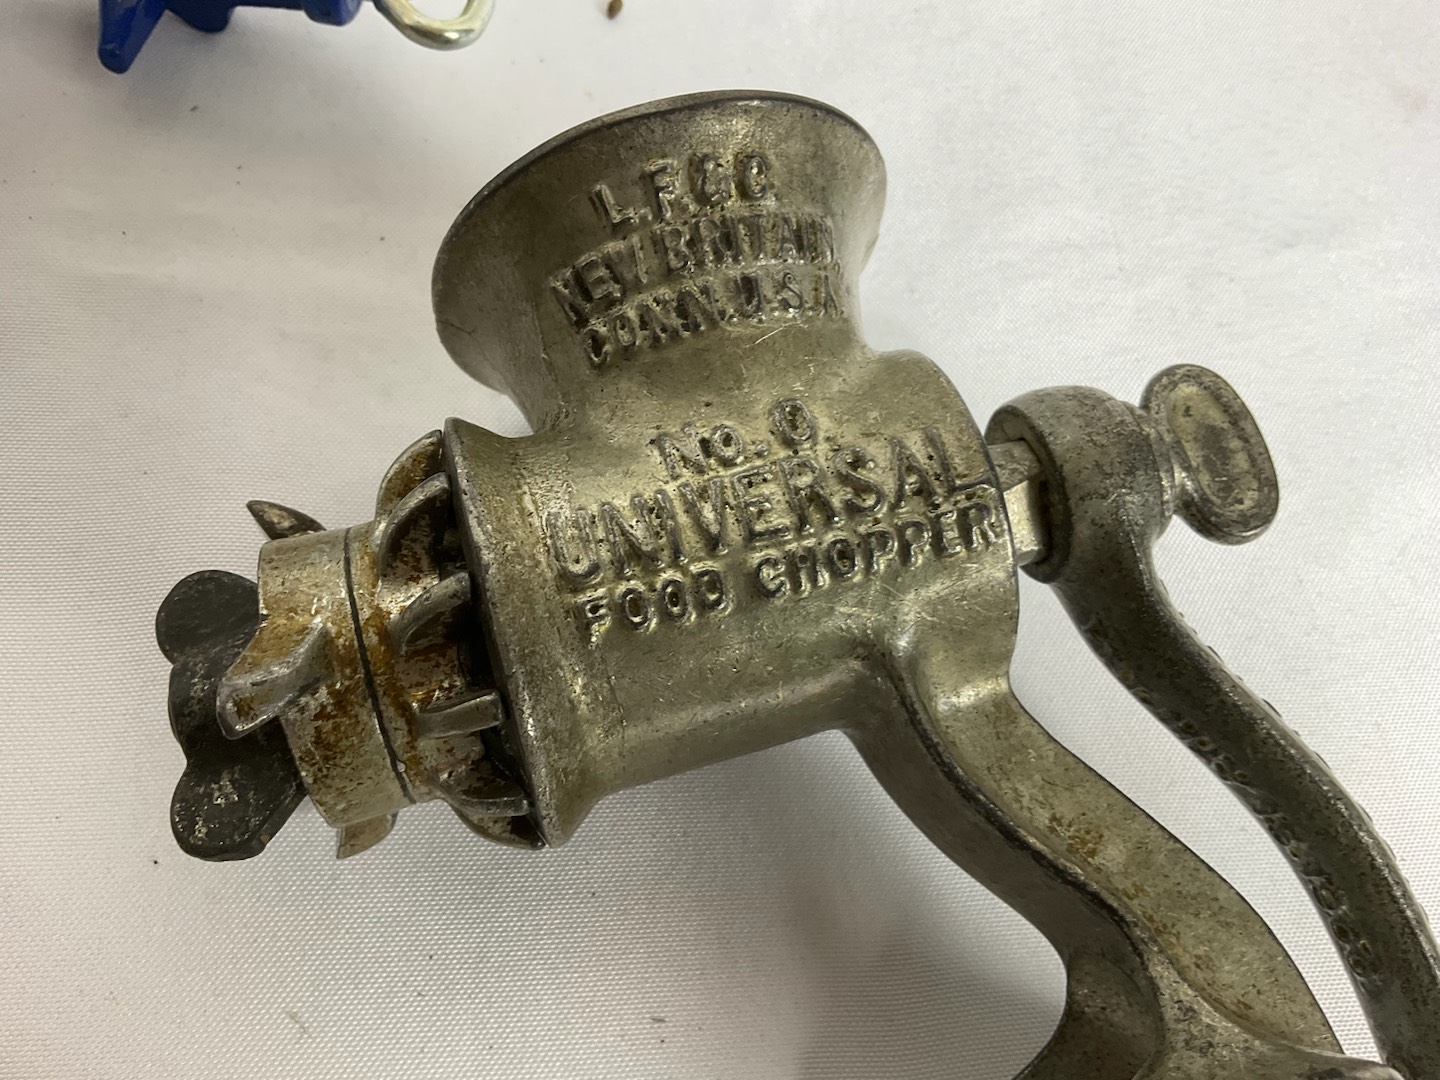 L.F.&C.
NEW BRITAIN,
CONN. U.S.A.
No. 0
UNIVERSAL
FOOD CHOPPER